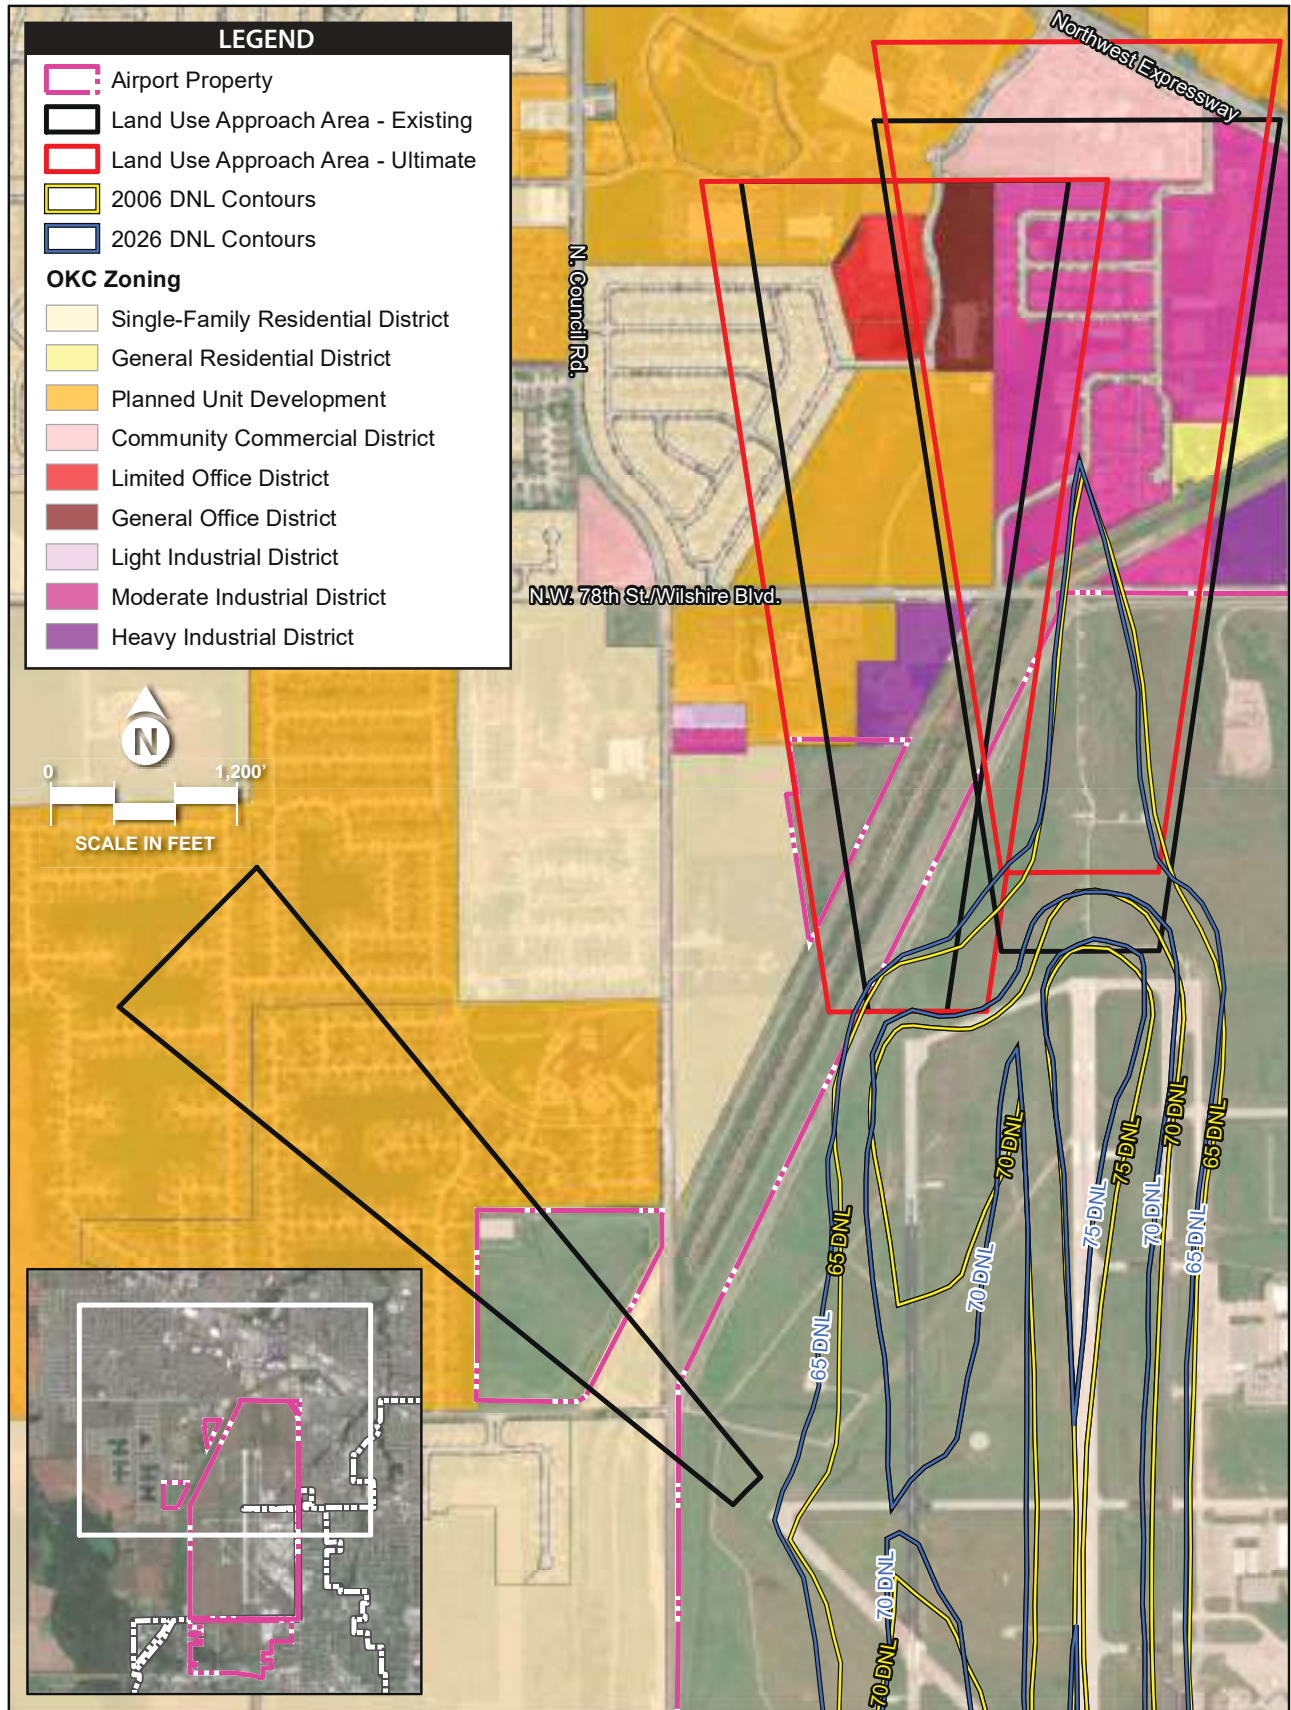 LEGEND
Airport Property
Land Use Approach Area - Existing
Land Use Approach Area - Ultimate
2006 DNL Contours
2026 DNL Contours
OKC Zoning
Single-Family Residential District
General Residential District
Planned Unit Development
Community Commercial District
Limited Office District
General Office District
Light Industrial District
Moderate Industrial District
Heavy Industrial District
N
0 1,200'
SCALE IN FEET
Northwest Expressway
N. Council Rd.
N.W. 78th St./Wilshire Blvd.
70 DNL
75 DNL
70 DNL
65 DNL
65 DNL
75 DNL
70 DNL
65 DNL
70 DNL
65 DNL
70 DNL
70 DNL